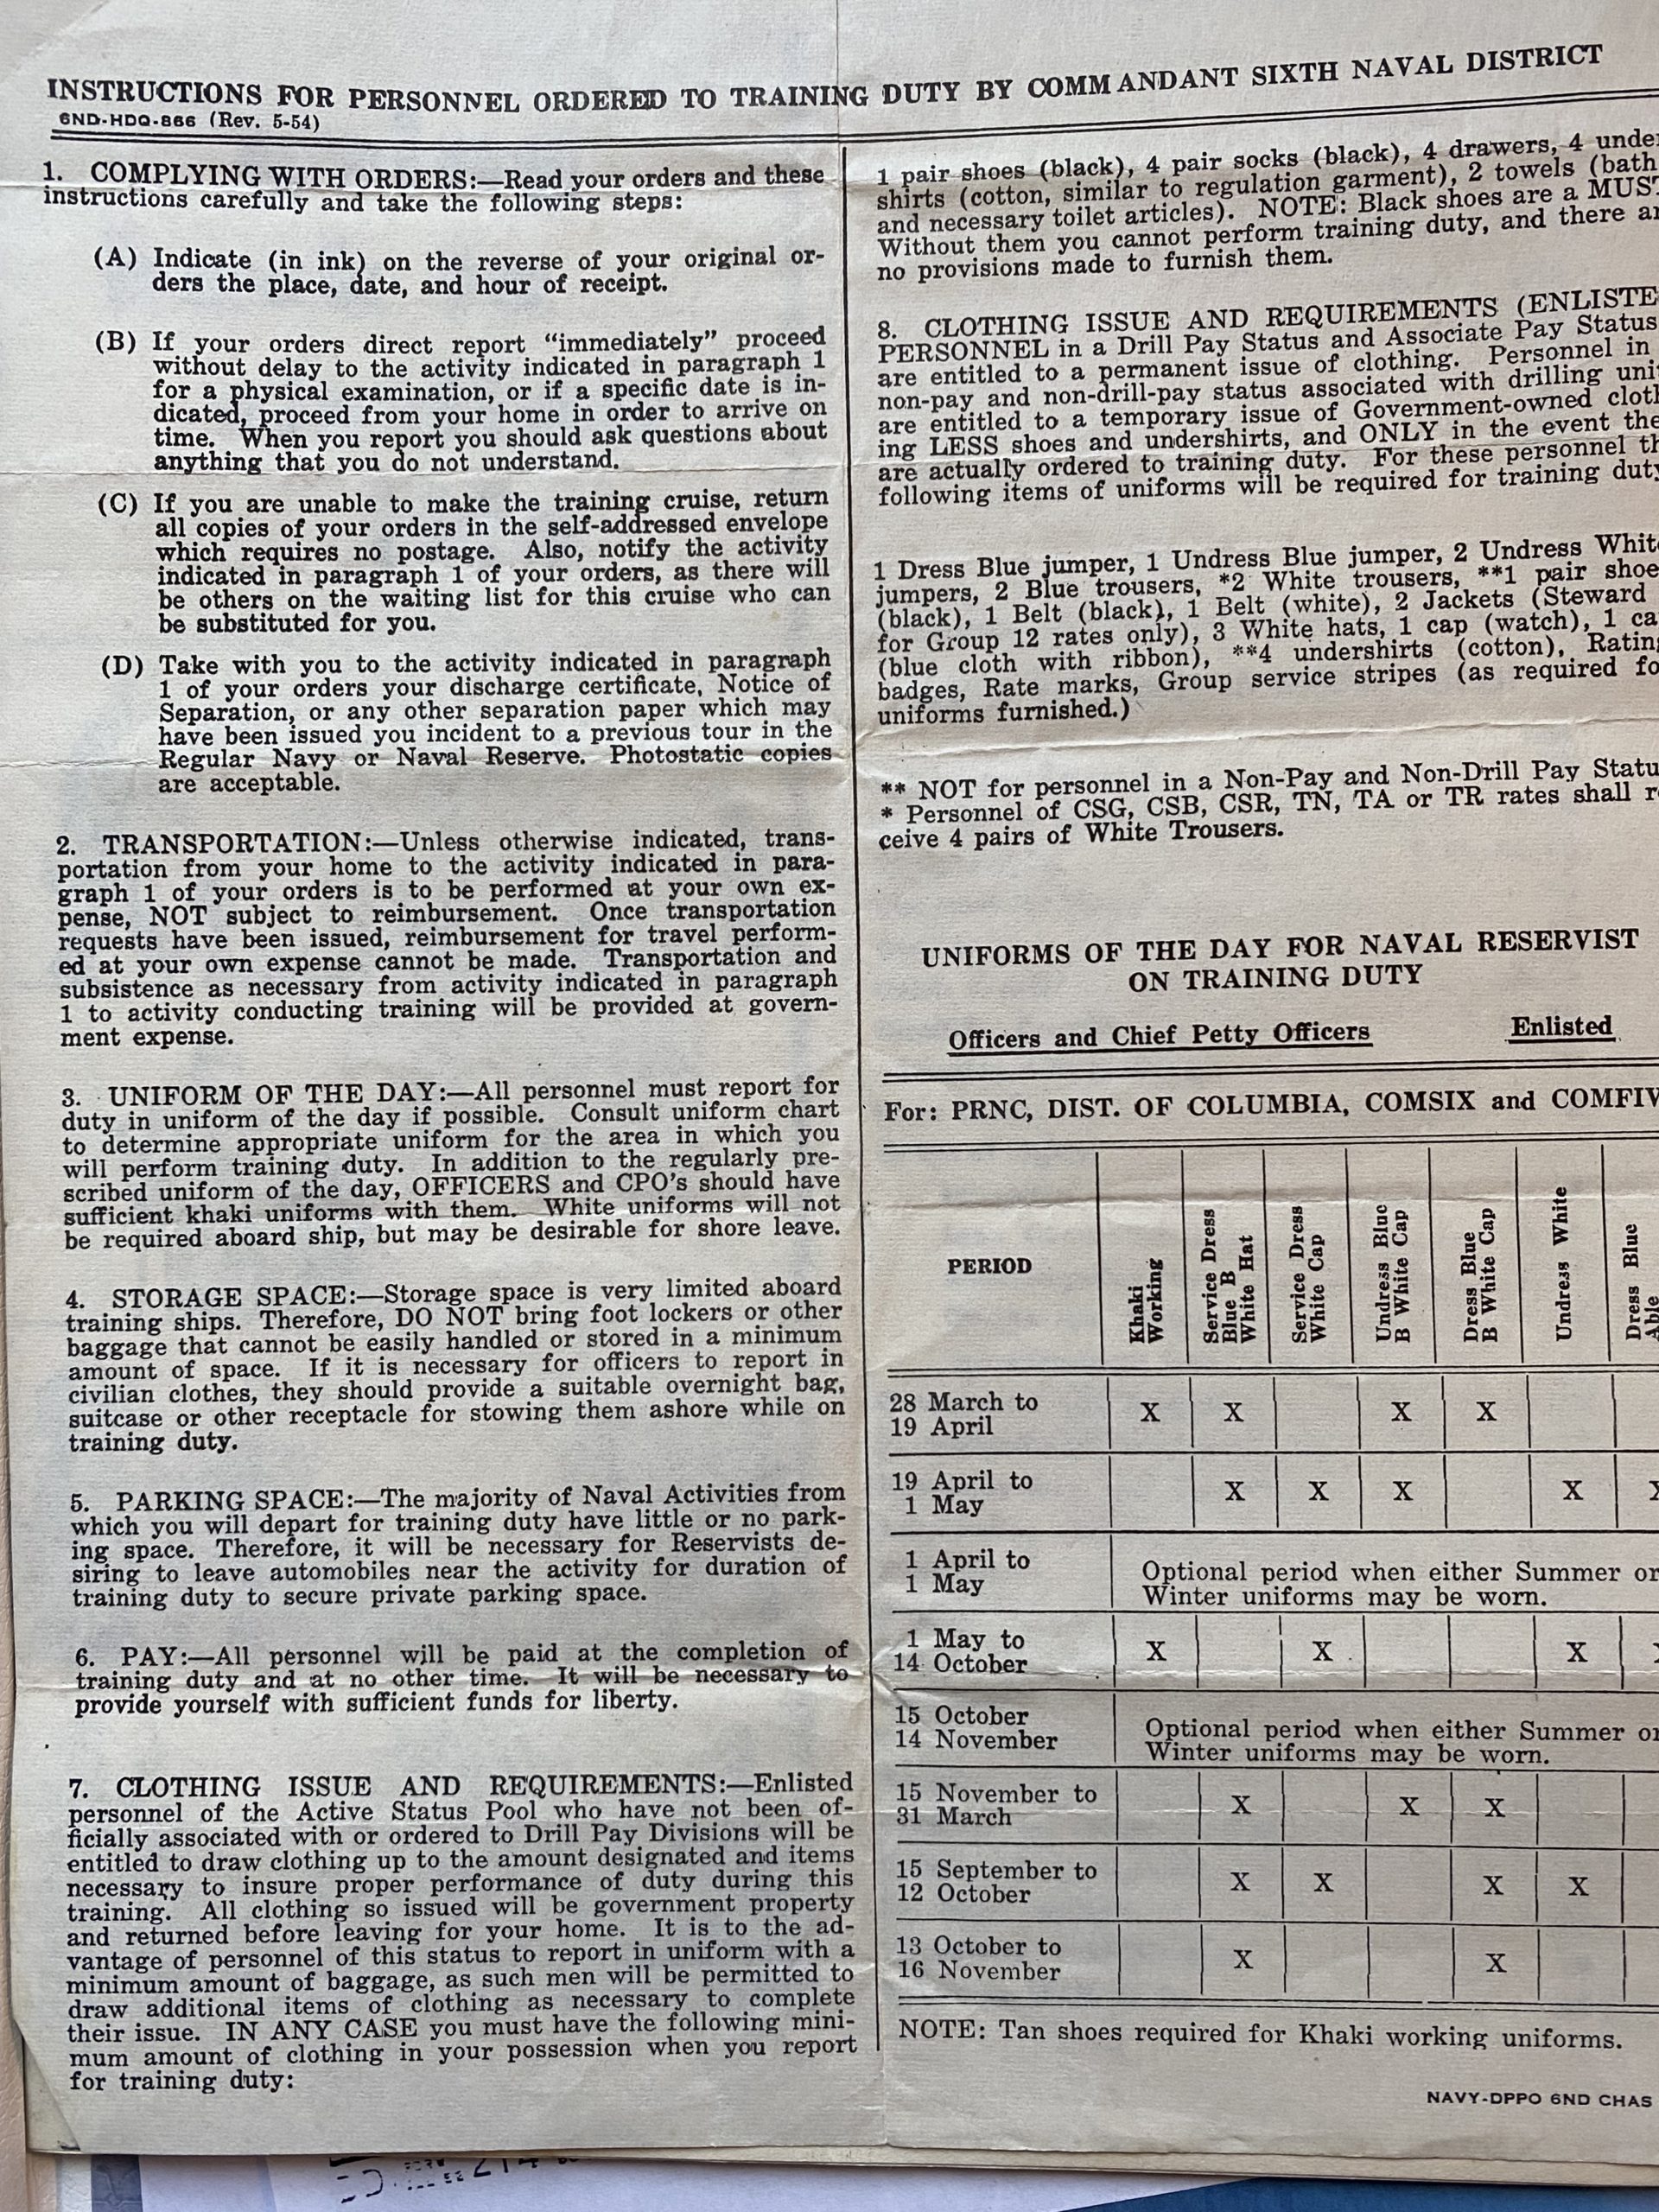 INSTRUCTIONS FOR PERSONNEL ORDERED TO TRAINING DUTY BY COMMANDANT SIXTH NAVAL DISTRICT
6ND-HDQ-866 (Rev. 5-54)
1. COMPLYING WITH ORDERS:—Read your orders and these
instructions carefully and take the following steps:
(A) Indicate (in ink) on the reverse of your original or-
ders the place, date, and hour of receipt.
(B) If your orders direct report “immediately” proceed
without delay to the activity indicated in paragraph 1
for a physical examination, or if a specific date is in-
dicated, proceed from your home in order to arrive on
time. When you report you should ask questions about
anything that you do not understand.
(C) If you are unable to make the training cruise, return
all copies of your orders in the self-addressed envelope
which requires no postage. Also, notify the activity
indicated in paragraph 1 of your orders, as there will
be others on the waiting list for this cruise who can
be substituted for you.
(D) Take with you to the activity indicated in paragraph
1 of your orders your discharge certificate, Notice of
Separation, or any other separation paper which may
have been issued you incident to a previous tour in the
Regular Navy or Naval Reserve. Photostatic copies
are acceptable.
2. TRANSPORTATION:—Unless otherwise indicated, trans-
portation from your home to the activity indicated in para-
graph 1 of your orders is to be performed at your own ex-
pense, NOT subject to reimbursement. Once transportation
requests have been issued, reimbursement for travel perform-
ed at your own expense cannot be made. Transportation and
subsistence as necessary from activity indicated in paragraph
1 to activity conducting training will be provided at govern-
ment expense.
3. UNIFORM OF THE DAY:—All personnel must report for
duty in uniform of the day if possible. Consult uniform chart
to determine appropriate uniform for the area in which you
will perform training duty. In addition to the regularly pre-
scribed uniform of the day, OFFICERS and CPO's should have
sufficient khaki uniforms with them. White uniforms will not
be required aboard ship, but may be desirable for shore leave.
4. STORAGE SPACE:—Storage space is very limited aboard
training ships. Therefore, DO NOT bring foot lockers or other
baggage that cannot be easily handled or stored in a minimum
amount of space. If it is necessary for officers to report in
civilian clothes, they should provide a suitable overnight bag,
suitcase or other receptacle for stowing them ashore while on
training duty.
5. PARKING SPACE:—The majority of Naval Activities from
which you will depart for training duty have little or no park-
ing space. Therefore, it will be necessary for Reservists de-
siring to leave automobiles near the activity for duration of
training duty to secure private parking space.
6. PAY:—All personnel will be paid at the completion of
training duty and at no other time. It will be necessary to
provide yourself with sufficient funds for liberty.
7. CLOTHING ISSUE AND REQUIREMENTS:—Enlisted
personnel of the Active Status Pool who have not been of-
ficially associated with or ordered to Drill Pay Divisions will be
entitled to draw clothing up to the amount designated and items
necessary to insure proper performance of duty during this
training. All clothing so issued will be government property
and returned before leaving for your home. It is to the ad-
vantage of personnel of this status to report in uniform with a
minimum amount of baggage, as such men will be permitted to
draw additional items of clothing as necessary to complete
their issue. IN ANY CASE you must have the following mini-
mum amount of clothing in your possession when you report
for training duty:
1 pair shoes (black), 4 pair socks (black), 4 drawers, 4 under
shirts (cotton, similar to regulation garment), 2 towels (bath
and necessary toilet articles). NOTE: Black shoes are a MUST
Without them you cannot perform training duty, and there ar
no provisions made to furnish them.
8. CLOTHING ISSUE AND REQUIREMENTS (ENLISTE
PERSONNEL in a Drill Pay Status and Associate Pay Status
are entitled to a permanent issue of clothing. Personnel in
non-pay and non-drill-pay status associated with drilling uni
are entitled to a temporary issue of Government-owned cloth
ing LESS shoes and undershirts, and ONLY in the event the
are actually ordered to training duty. For these personnel th
following items of uniforms will be required for training duty
1 Dress Blue jumper, 1 Undress Blue jumper, 2 Undress White
jumpers, 2 Blue trousers, *2 White trousers, **1 pair shoe
(black), 1 Belt (black), 1 Belt (white), 2 Jackets (Steward
for Group 12 rates only), 3 White hats, 1 cap (watch), 1 ca
(blue cloth with ribbon), **4 undershirts (cotton), Rating
badges, Rate marks, Group service stripes (as required fo
uniforms furnished.)
** NOT for personnel in a Non-Pay and Non-Drill Pay Statu
* Personnel of CSG, CSB, CSR, TN, TA or TR rates shall re
ceive 4 pairs of White Trousers.
UNIFORMS OF THE DAY FOR NAVAL RESERVIST
ON TRAINING DUTY
Officers and Chief Petty Officers Enlisted
For: PRNC, DIST. OF COLUMBIA, COMSIX and COMFIV
PERIOD
Khaki
Working
Service Dress
Blue B
White Hat
Service Dress
White Cap
Undress Blue
B White Cap
Dress Blue
B White Cap
Undress White
Dress Blue
Able
28 March to
19 April X X X X
19 April to
1 May X X X X
1 April to
1 May
Optional period when either Summer or
Winter uniforms may be worn.
1 May to
14 October X X X
15 October
14 November
Optional period when either Summer or
Winter uniforms may be worn.
15 November to
31 March X X X
15 September to
12 October X X X X
13 October to
16 November X X
NOTE: Tan shoes required for Khaki working uniforms.
NAVY-DPPO 6ND CHAS